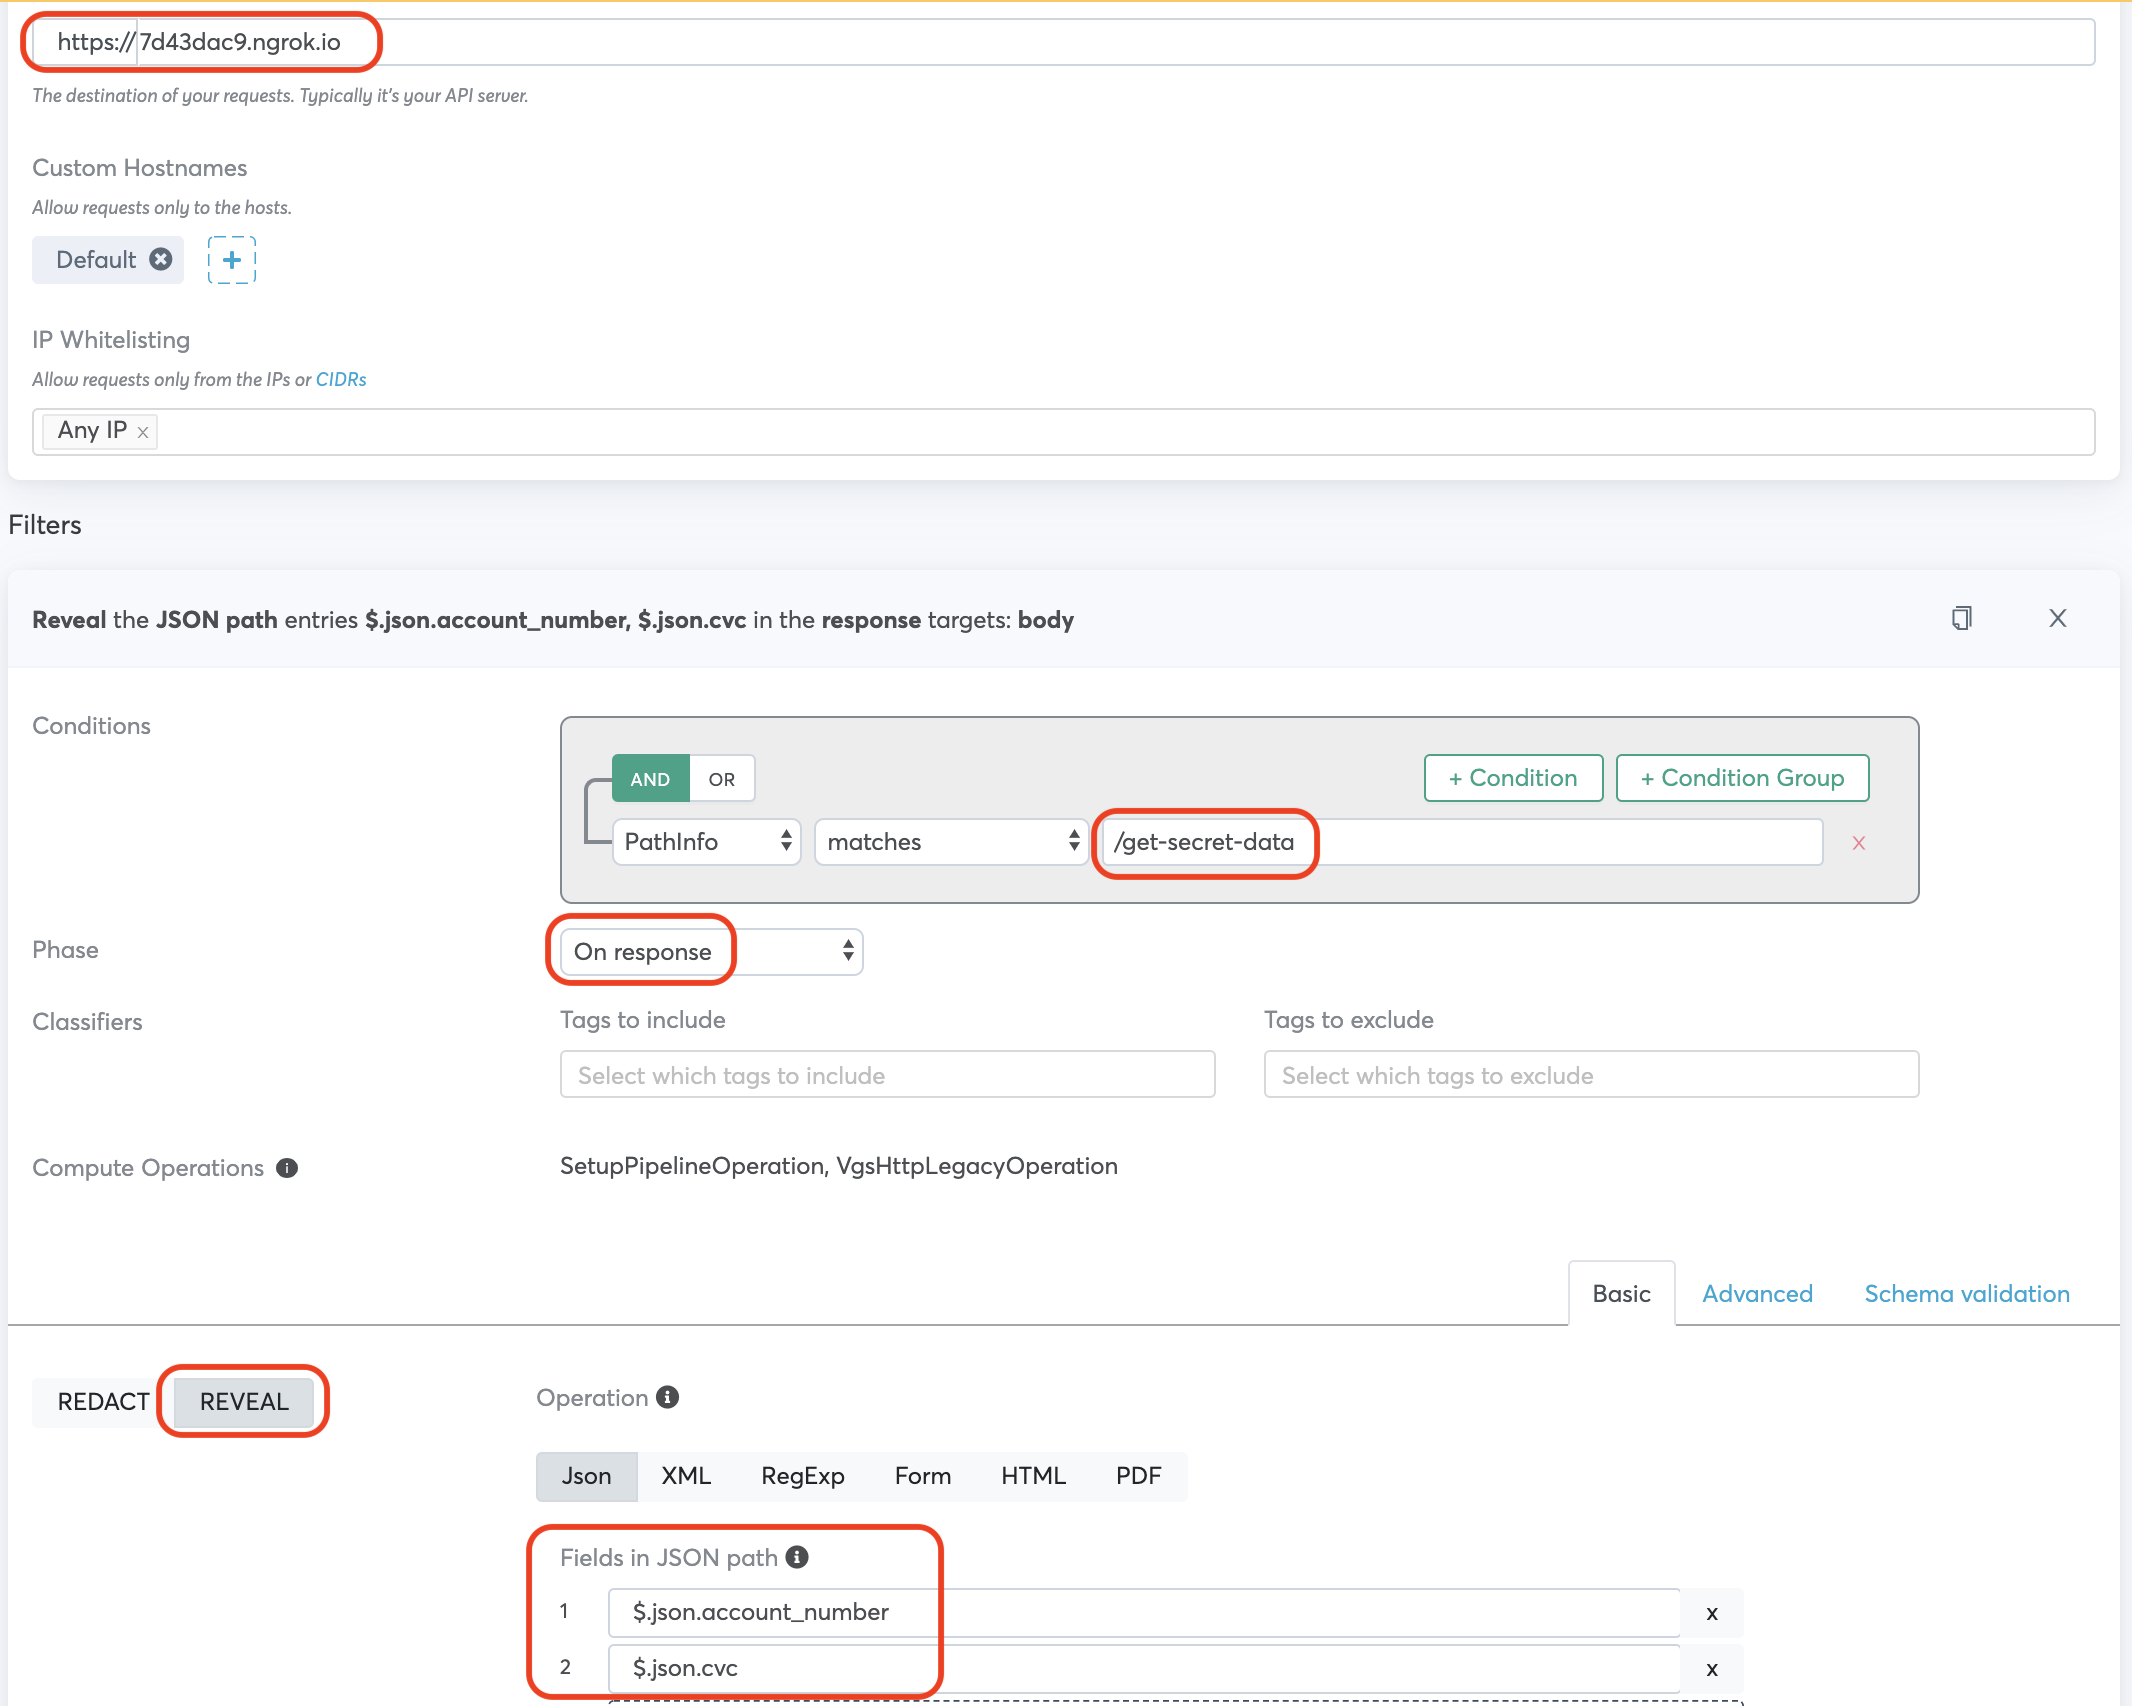 https:// 7d43dac9.ngrok.io
The destination of your requests. Typically it's your API server.
Custom Hostnames
Allow requests only to the hosts.
Default
+
IP Whitelisting
Allow requests only from the IPs or CIDRs
Any IP x
Filters
Reveal the JSON path entries $.json.account_number, $.json.cvc in the response targets: body
X
Conditions
AND OR
+ Condition + Condition Group
PathInfo matches /get-secret-data x
Phase
On response
Classifiers
Tags to include Tags to exclude
Select which tags to include Select which tags to exclude
Compute Operations i
SetupPipelineOperation, VgsHttpLegacyOperation
Basic Advanced Schema validation
REDACT REVEAL
Operation i
Json XML RegExp Form HTML PDF
Fields in JSON path i
1 $.json.account_number x
2 $.json.cvc x